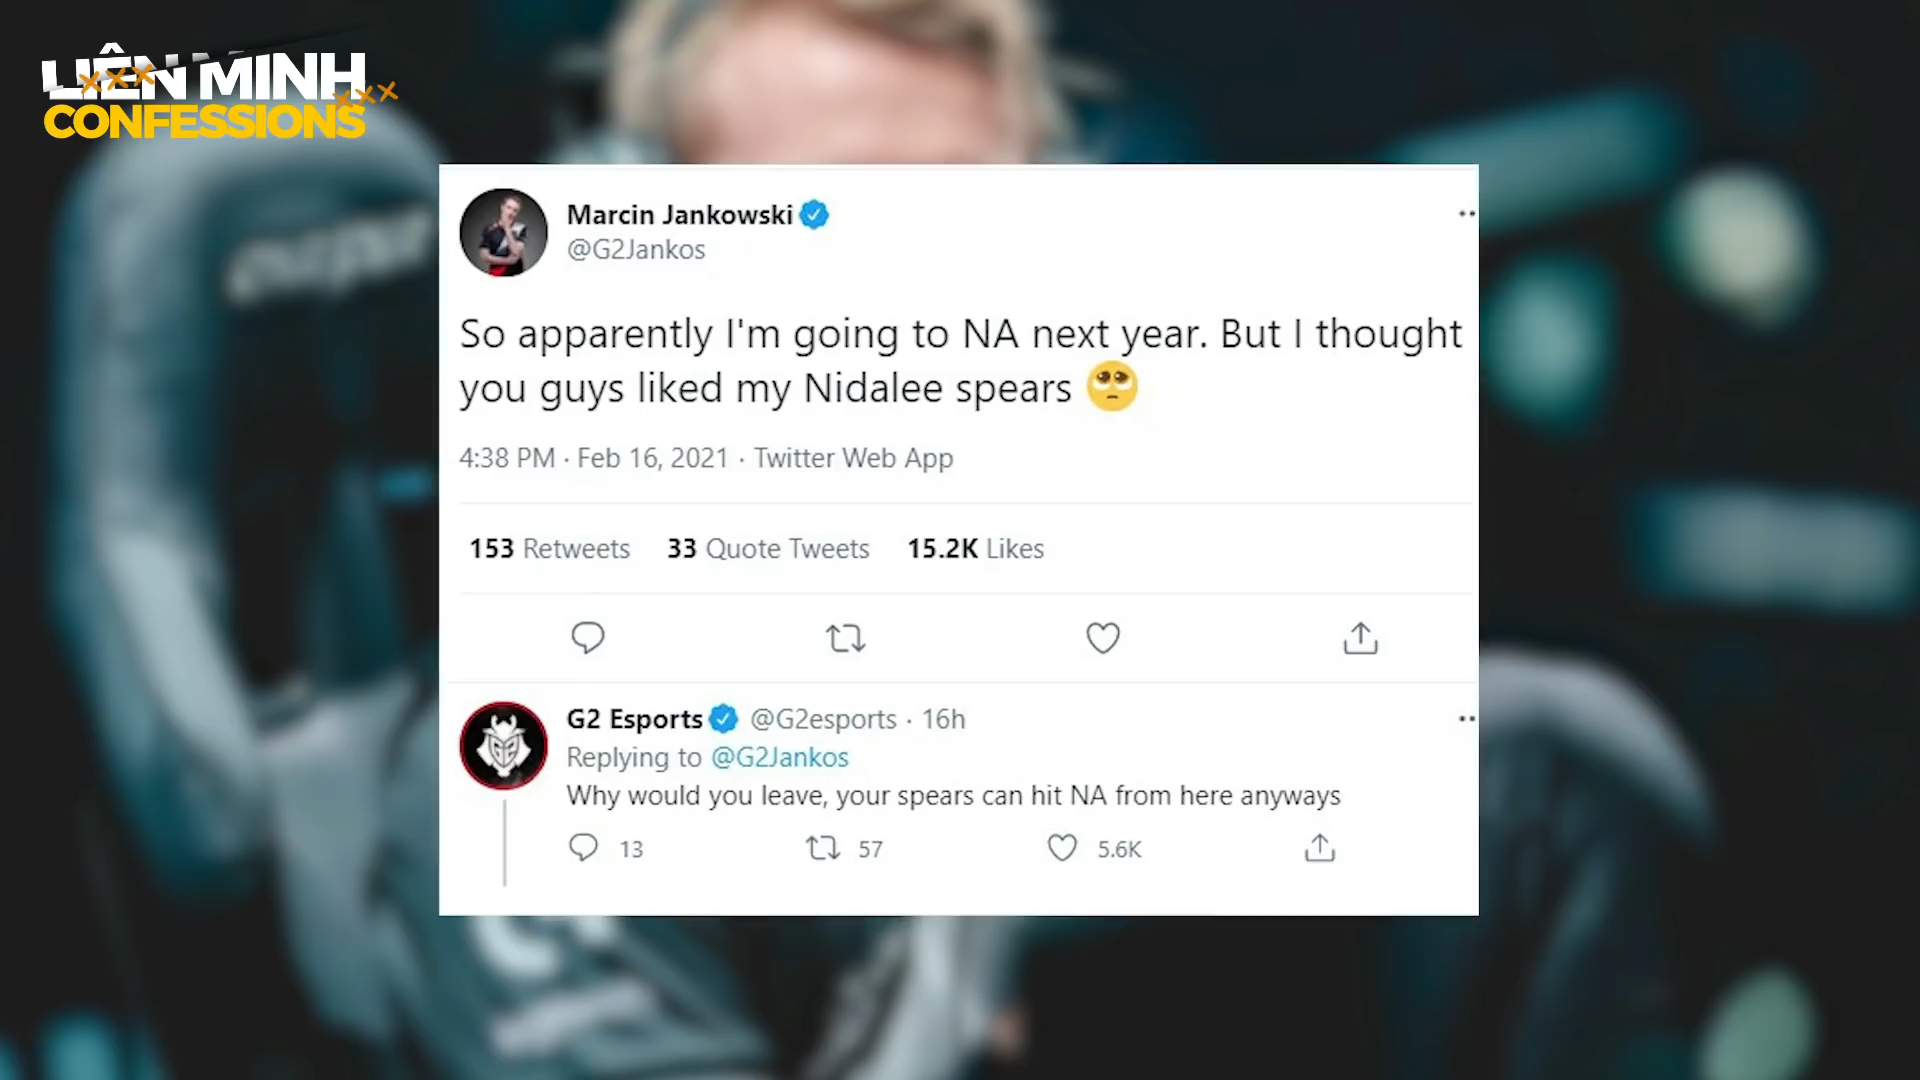 LIÊN MINH
CONFESSIONS
Marcin Jankowski
@G2Jankos
So apparently I'm going to NA next year. But I thought
you guys liked my Nidalee spears 🥺
4:38 PM · Feb 16, 2021 · Twitter Web App
153 Retweets 33 Quote Tweets 15.2K Likes
G2 Esports @G2esports · 16h
Replying to @G2Jankos
Why would you leave, your spears can hit NA from here anyways
13 57 5.6K